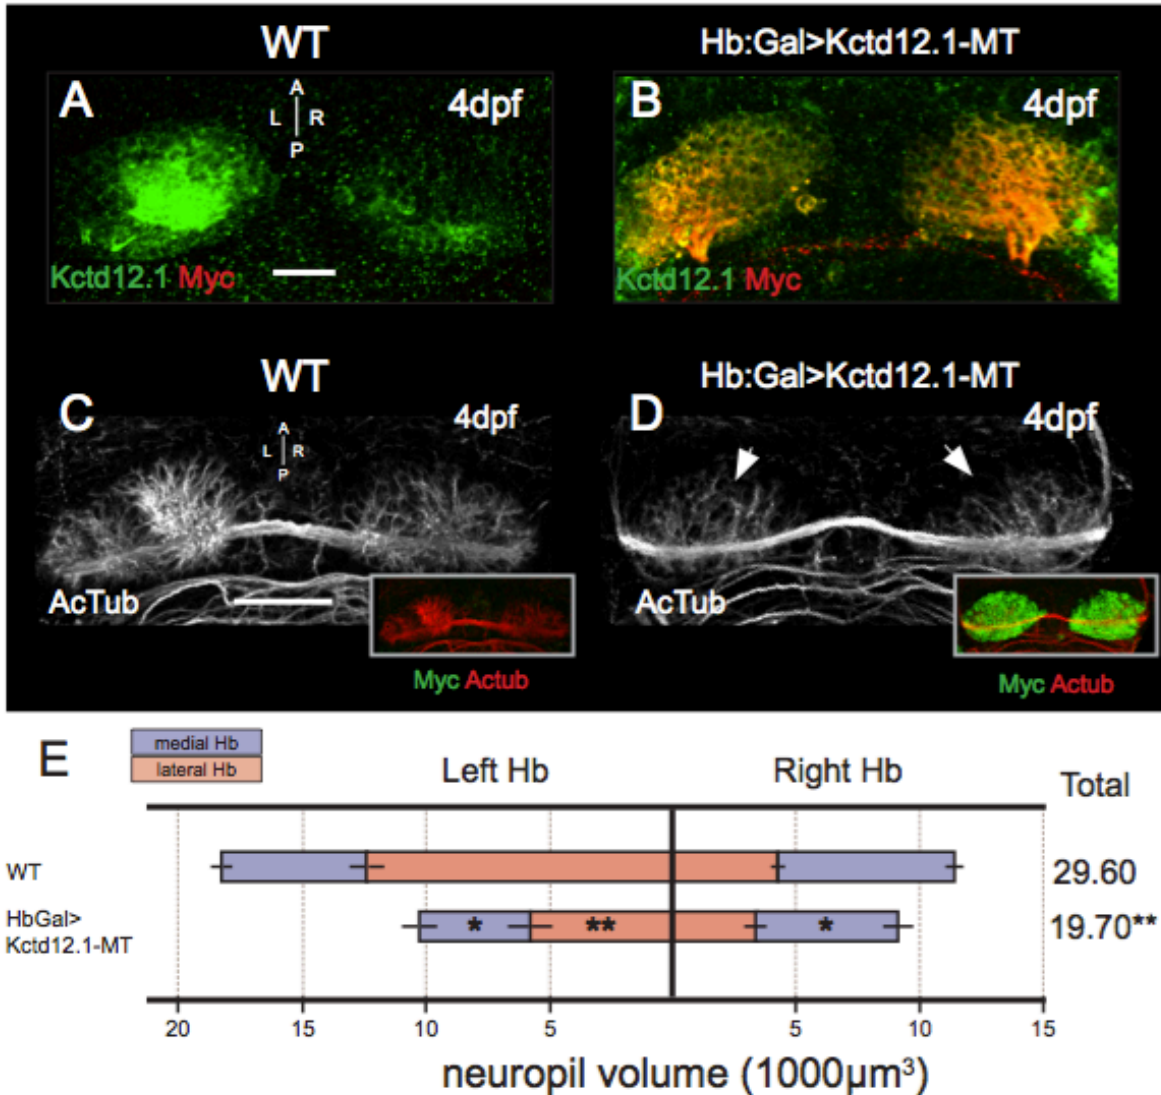 WT
Hb:Gal>Kctd12.1-MT
A
A
L R
P
4dpf
B
4dpf
Kctd12.1 Myc
Kctd12.1 Myc
WT
Hb:Gal>Kctd12.1-MT
C
A
L R
P
4dpf
D
4dpf
AcTub
AcTub
Myc Actub
Myc Actub
E
medial Hb
lateral Hb
Left Hb
Right Hb
Total
WT
29.60
HbGal>
Kctd12.1-MT
* ** *
19.70**
20 15 10 5 5 10 15
neuropil volume (1000µm³)